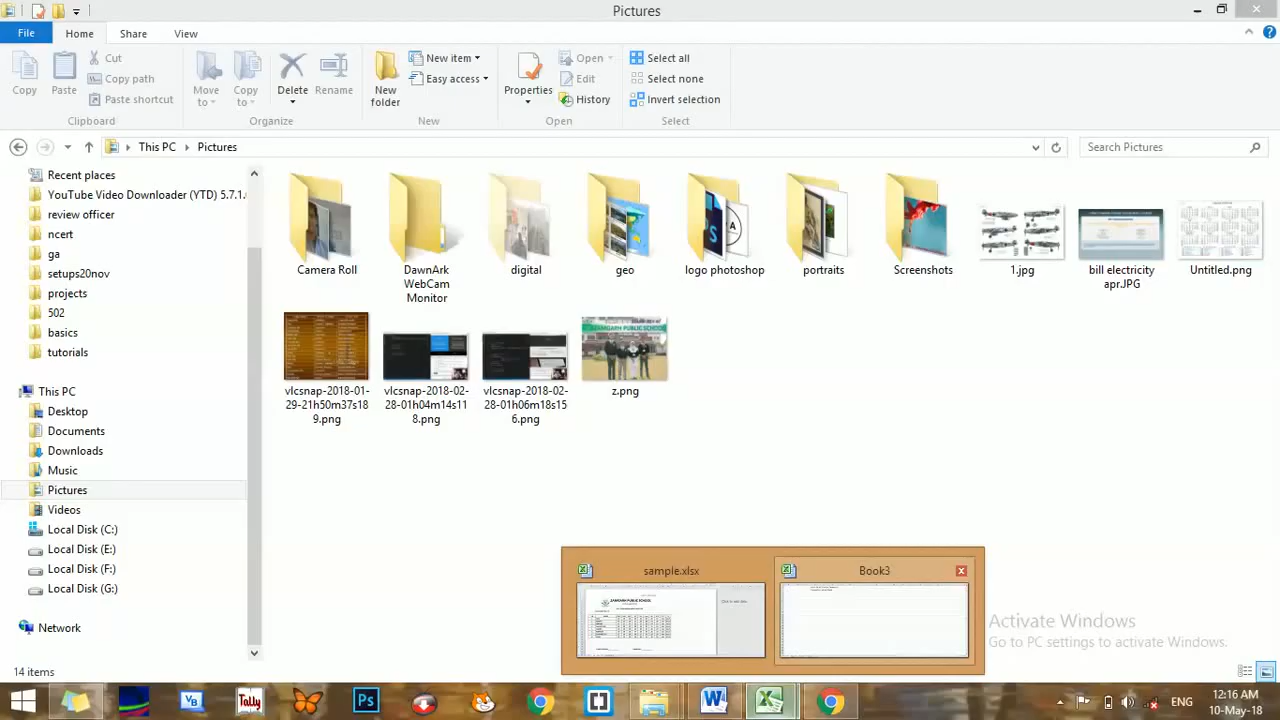 Pictures
File
Home
Share
View
Copy
Paste
Cut
Copy path
Paste shortcut
Move to
Copy to
Delete
Rename
New folder
New item
Easy access
Properties
Open
Edit
History
Select all
Select none
Invert selection
Clipboard
Organize
New
Open
Select
This PC
Pictures
Search Pictures
Recent places
YouTube Video Downloader (YTD) 5.7.1.
review officer
ncert
ga
setups20nov
projects
502
basics
tutorials
This PC
Desktop
Documents
Downloads
Music
Pictures
Videos
Local Disk (C:)
Local Disk (E:)
Local Disk (F:)
Local Disk (G:)
Network
Camera Roll
DawnArk
WebCam
Monitor
digital
geo
logo photoshop
portraits
Screenshots
1.jpg
bill electricity
apr.JPG
Untitled.png
vlcsnap-2018-01-
29-21h50m37s18
9.png
vlcsnap-2018-02-
28-01h04m14s11
8.png
vlcsnap-2018-02-
28-01h06m18s15
6.png
AZAMGARH PUBLIC SCHOOL
z.png
sample.xlsx
Book3
Activate Windows
Go to PC settings to activate Windows.
14 items
VB
Tally
Ps
ENG
12:16 AM
10-May-18